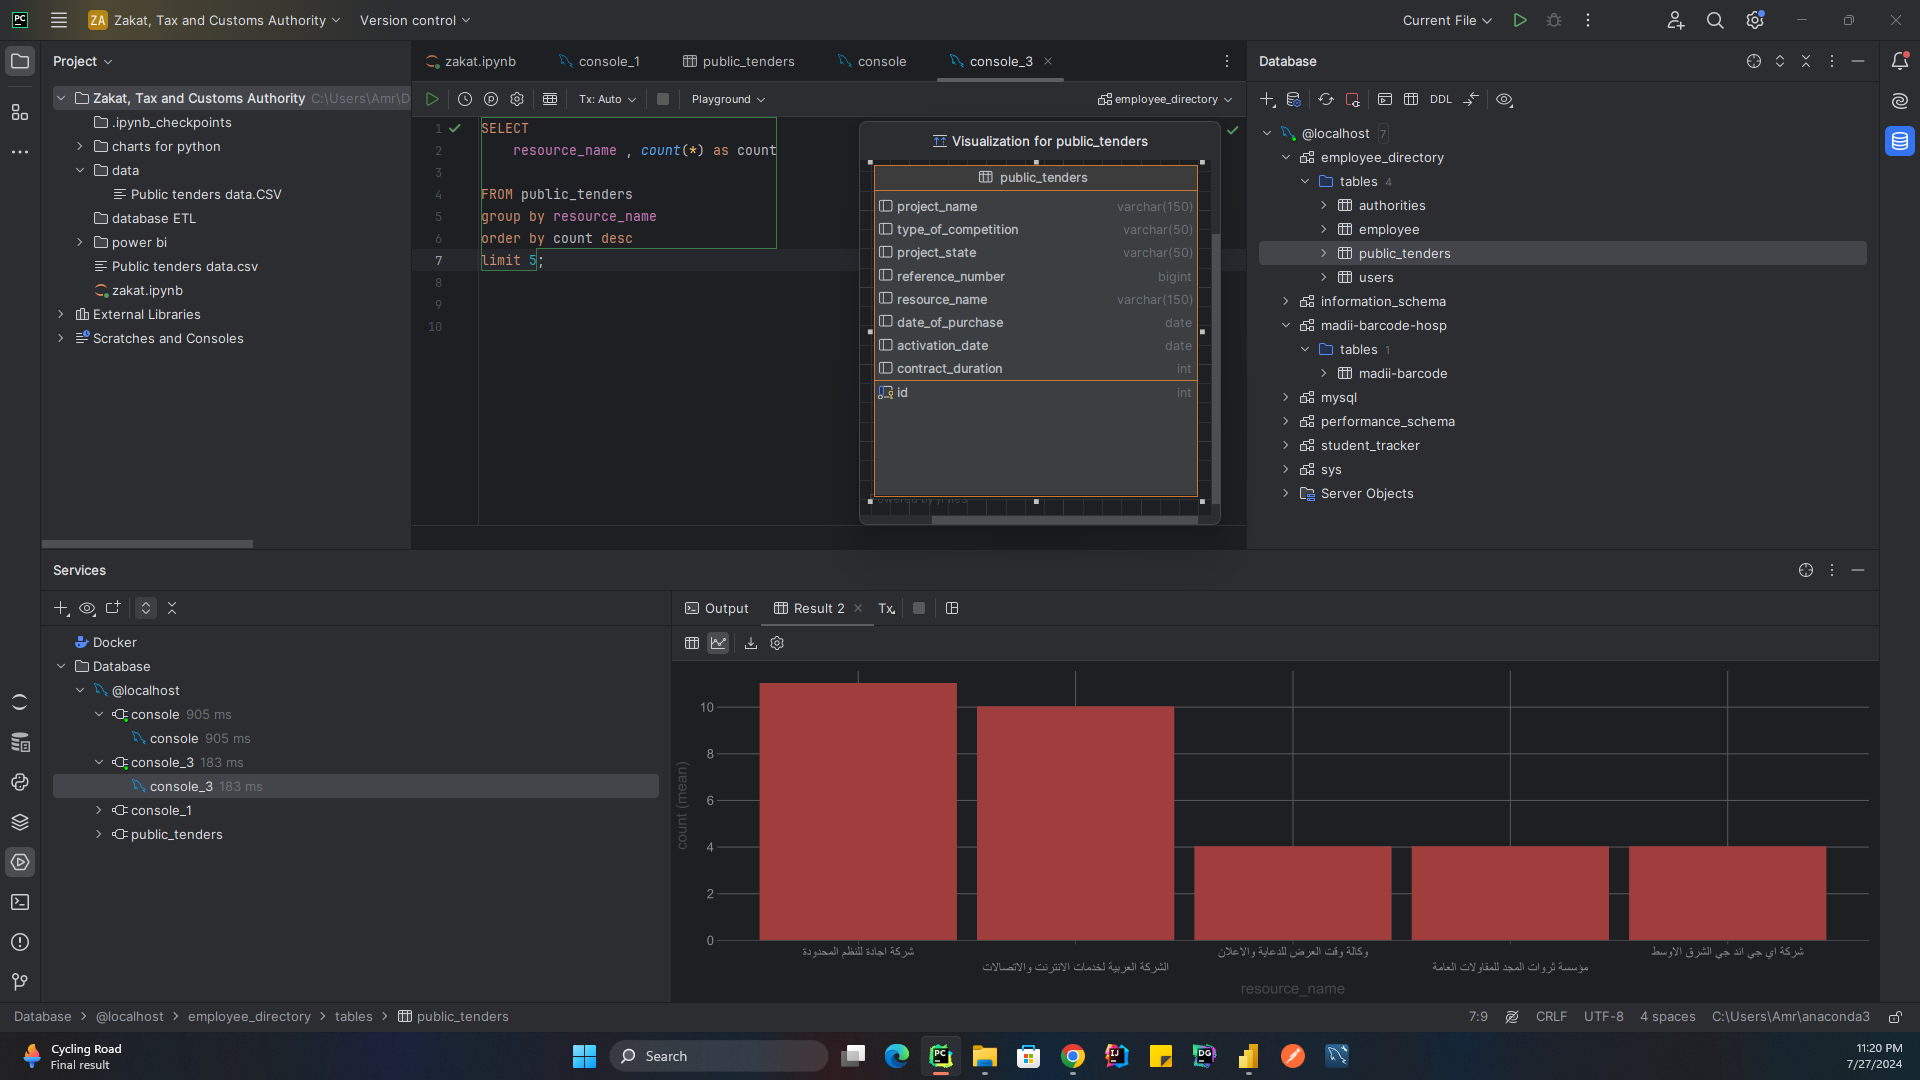 PC
ZA Zakat, Tax and Customs Authority
Version control
Current File
Project
zakat.ipynb
console_1
public_tenders
console
console_3
Database
Zakat, Tax and Customs Authority C:\Users\Amr\D
Tx: Auto
Playground
employee_directory
DDL
.ipynb_checkpoints
charts for python
data
Public tenders data.CSV
database ETL
power bi
Public tenders data.csv
zakat.ipynb
External Libraries
Scratches and Consoles
1 SELECT
2 resource_name , count(*) as count
3
4 FROM public_tenders
5 group by resource_name
6 order by count desc
7 limit 5;
8
9
10
Visualization for public_tenders
public_tenders
project_name varchar(150)
type_of_competition varchar(50)
project_state varchar(50)
reference_number bigint
resource_name varchar(150)
date_of_purchase date
activation_date date
contract_duration int
id int
@localhost 7
employee_directory
tables 4
authorities
employee
public_tenders
users
information_schema
madii-barcode-hosp
tables 1
madii-barcode
mysql
performance_schema
student_tracker
sys
Server Objects
Services
Docker
Database
@localhost
console 905 ms
console 905 ms
console_3 183 ms
console_3 183 ms
console_1
public_tenders
Output
Result 2
Tx
count (mean)
10
8
6
4
2
0
شركة اجادة للنظم المحدودة
الشركة العربية لخدمات الانترنت والاتصالات
وكالة وقت العرض للدعاية والاعلان
مؤسسة ثروات المجد للمقاولات العامة
شركة اي جي اند جي الشرق الاوسط
resource_name
Database > @localhost > employee_directory > tables > public_tenders
7:9
CRLF
UTF-8
4 spaces
C:\Users\Amr\anaconda3
Cycling Road
Final result
Search
PC
IJ
DG
11:20 PM
7/27/2024